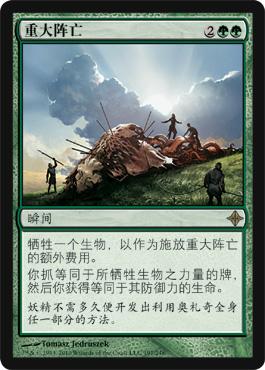 重大阵亡 2
瞬间
牺牲一个生物，以作为施放重大阵亡
的额外费用。
你抓等同于所牺牲生物之力量的牌，
然后你获得等同于其防御力的生命。
妖精不需多久便开发出利用奥札奇全身
任一部分的方法。
Tomasz Jedruszek